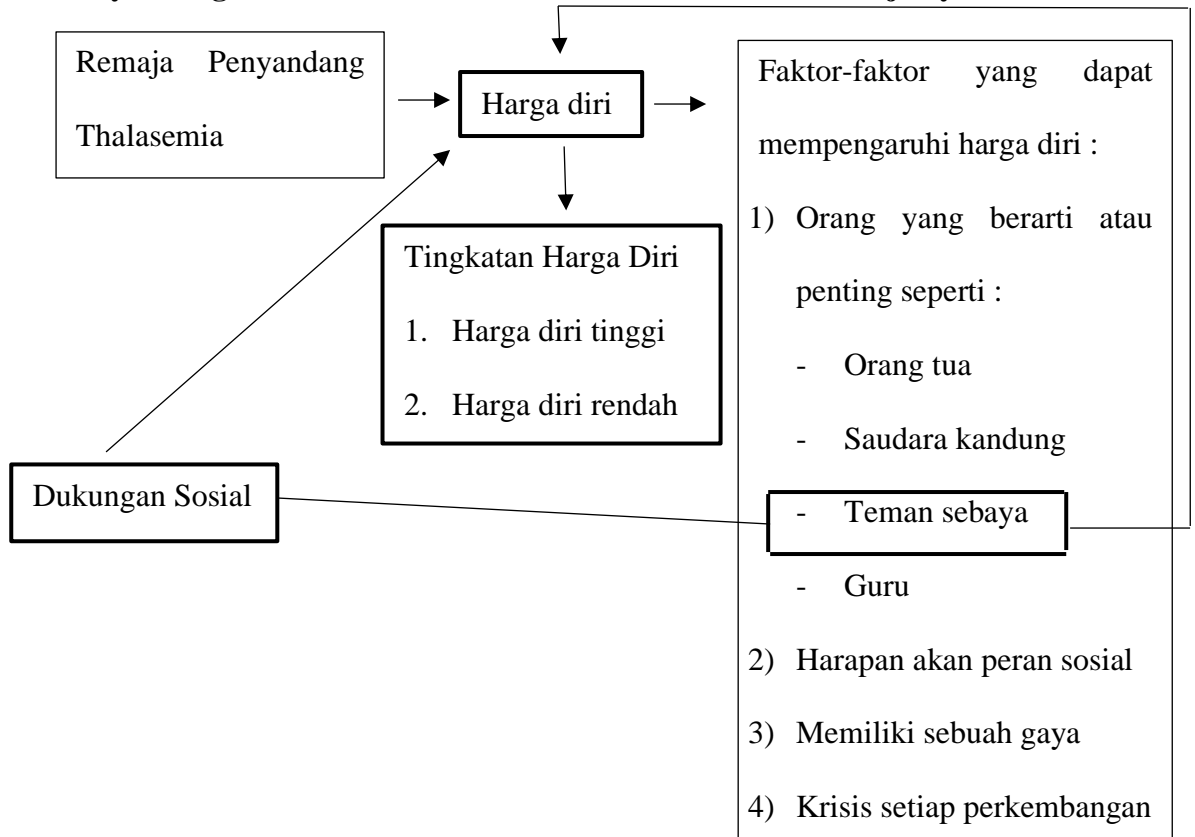 Remaja Penyandang
Thalasemia
Harga diri
Tingkatan Harga Diri
1. Harga diri tinggi
2. Harga diri rendah
Dukungan Sosial
Faktor-faktor yang dapat
mempengaruhi harga diri :
1) Orang yang berarti atau
penting seperti :
- Orang tua
- Saudara kandung
- Teman sebaya
- Guru
2) Harapan akan peran sosial
3) Memiliki sebuah gaya
4) Krisis setiap perkembangan